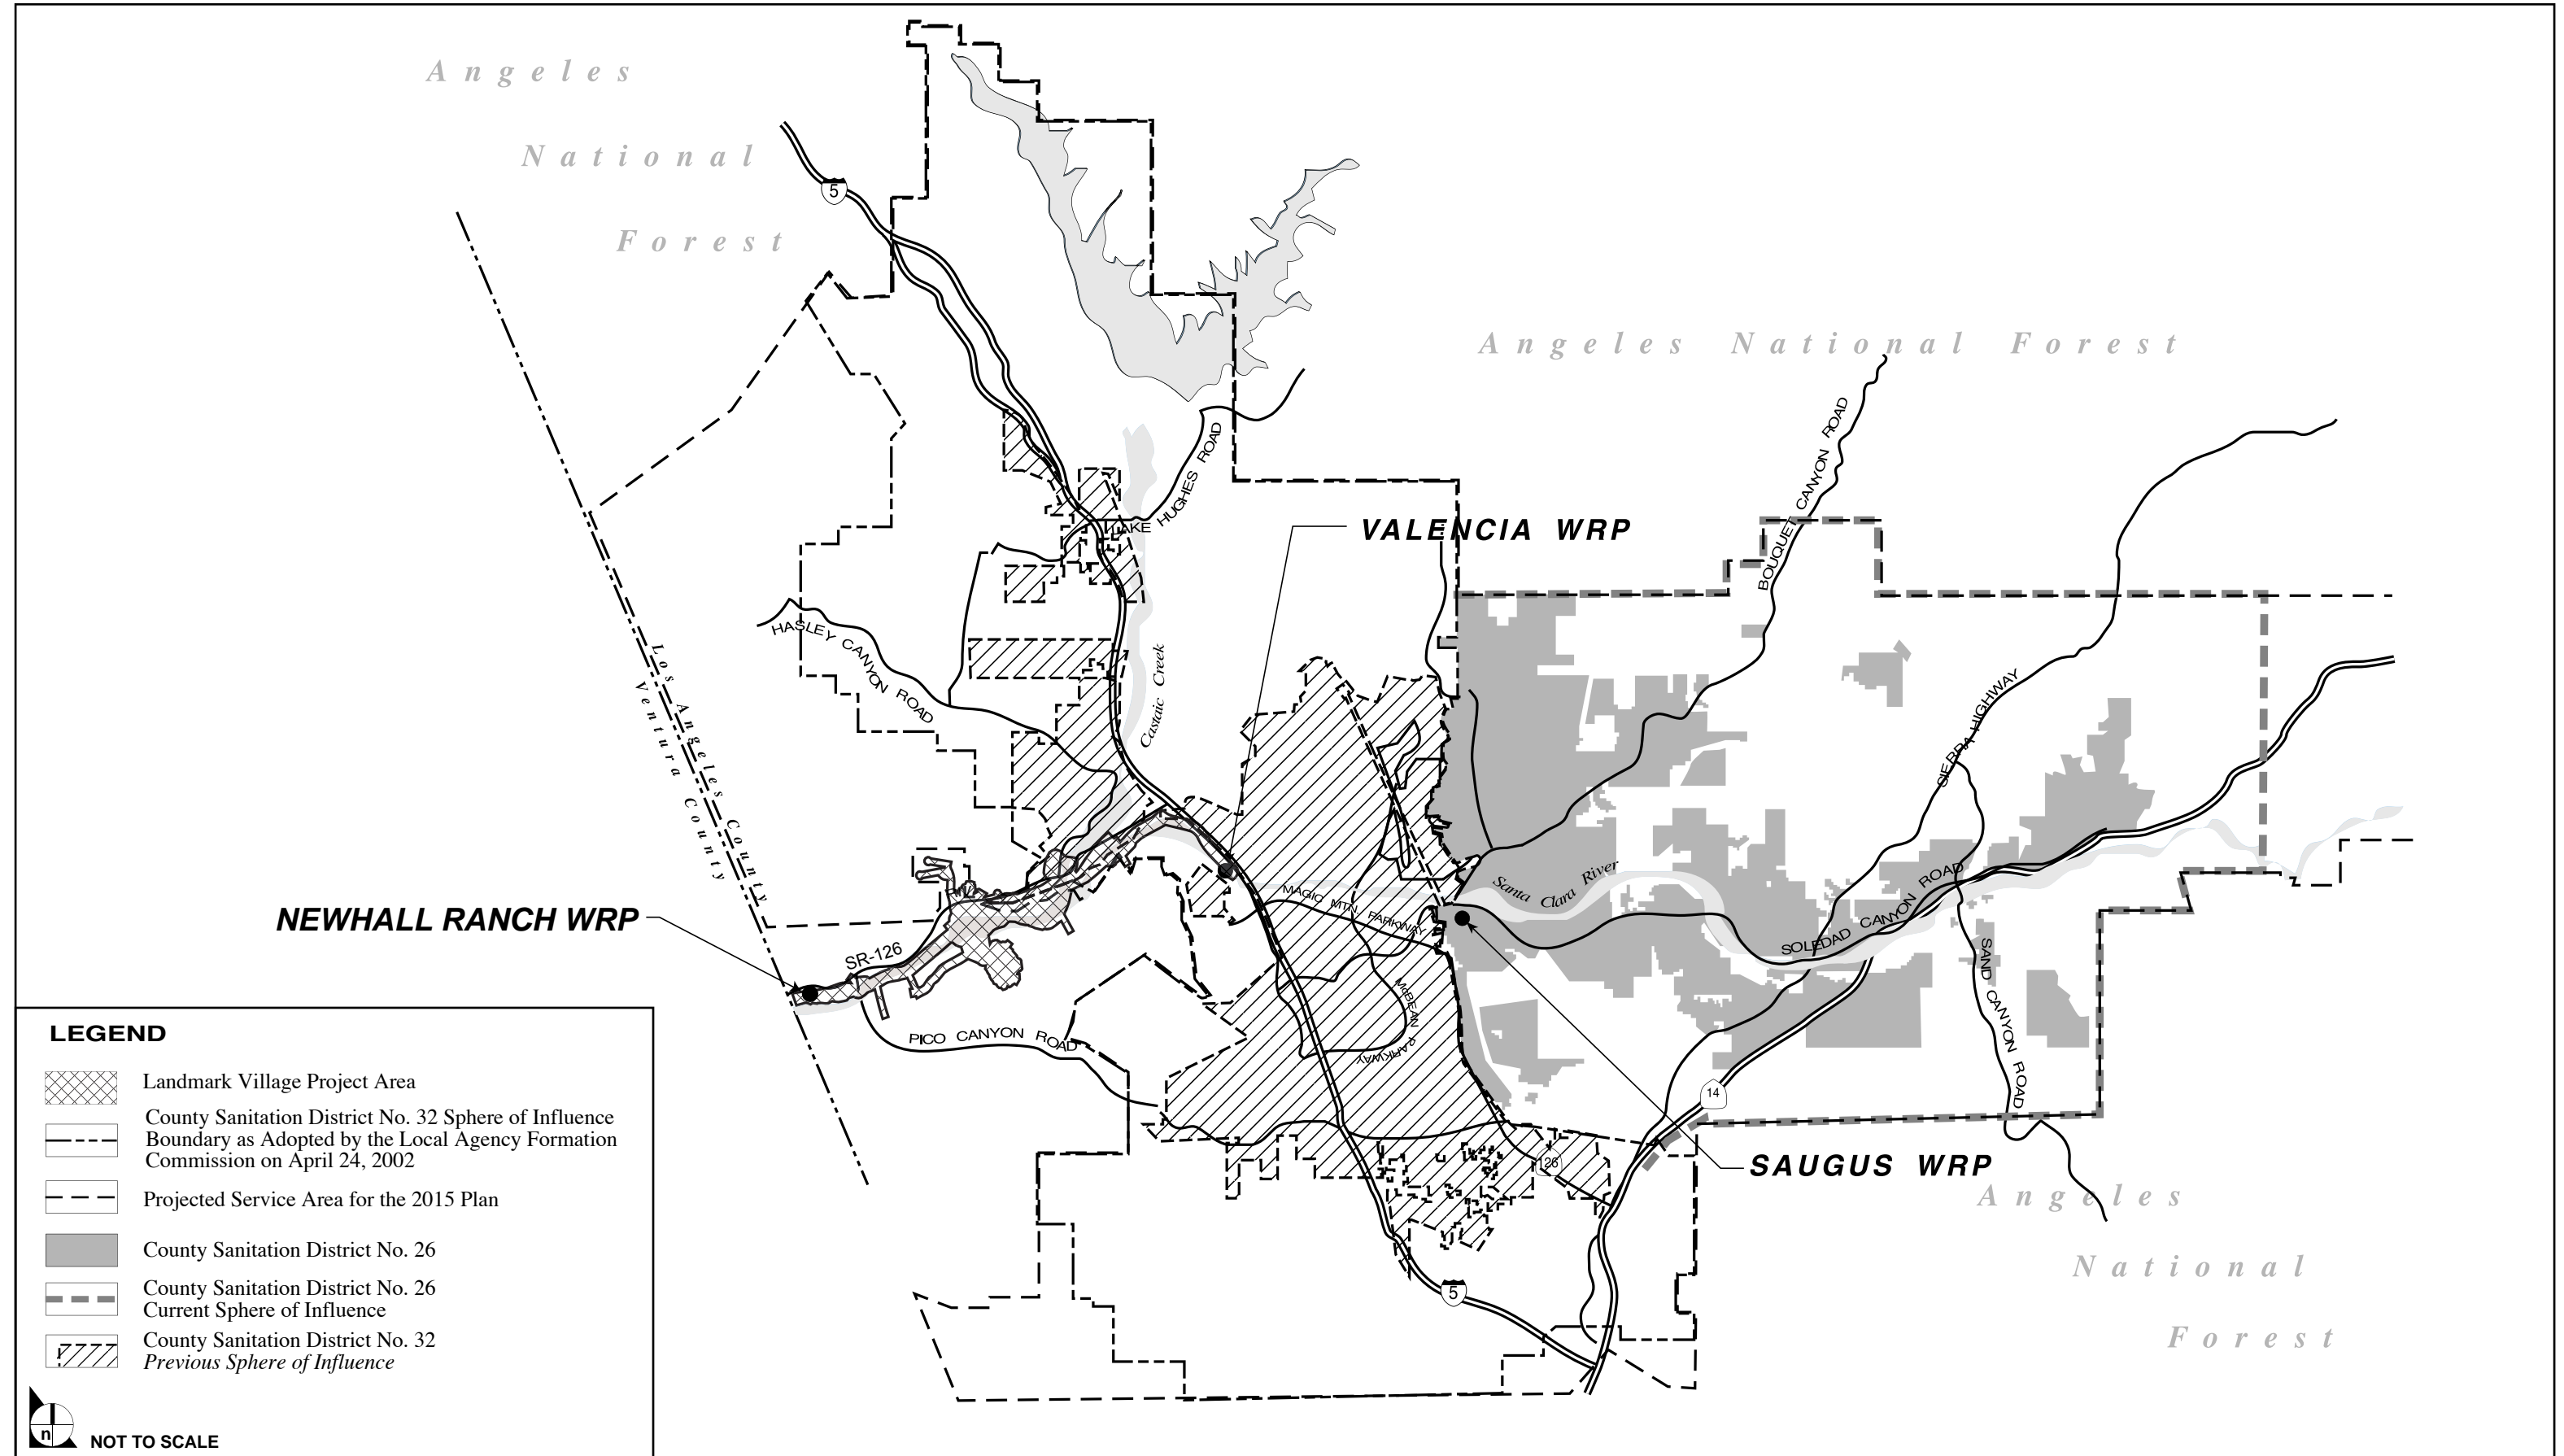 Angeles
National
Forest
5
Angeles National Forest
BOUQUET CANYON ROAD
LAKE HUGHES ROAD
VALENCIA WRP
HASLEY CANYON ROAD
Castaic Creek
Los Angeles County
Ventura County
SIERRA HIGHWAY
Santa Clara River
MAGIC MTN. PARKWAY
NEWHALL RANCH WRP
SR-126
SOLEDAD CANYON ROAD
SAND CANYON ROAD
McBEAN PARKWAY
PICO CANYON ROAD
14
126
SAUGUS WRP
5
Angeles
National
Forest
LEGEND
Landmark Village Project Area
County Sanitation District No. 32 Sphere of Influence
Boundary as Adopted by the Local Agency Formation
Commission on April 24, 2002
Projected Service Area for the 2015 Plan
County Sanitation District No. 26
County Sanitation District No. 26
Current Sphere of Influence
County Sanitation District No. 32
Previous Sphere of Influence
n
NOT TO SCALE